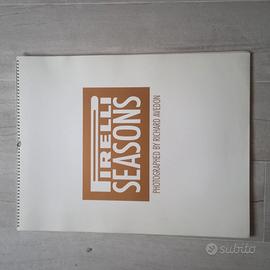 PIRELLI
SEASONS
PHOTOGRAPHED BY RICHARD AVEDON
subito